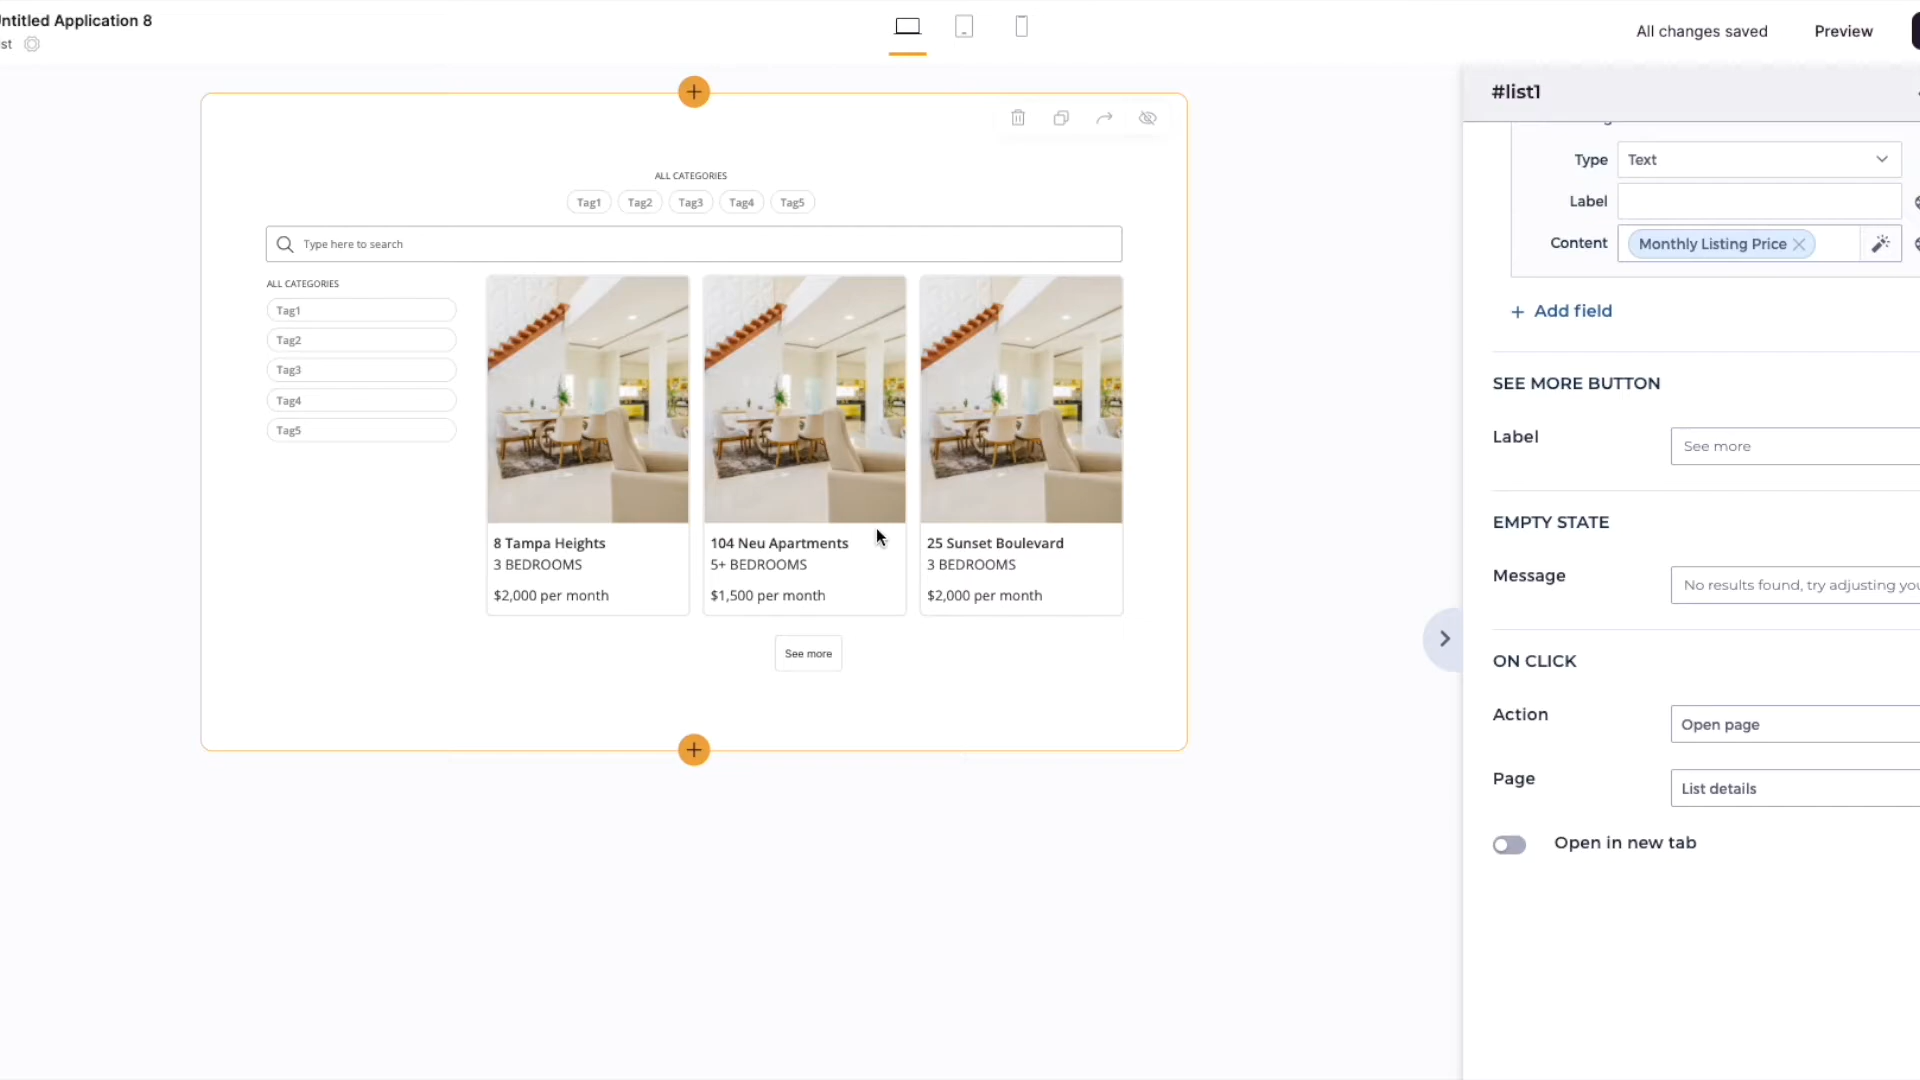 ntitled Application 8
st
All changes saved
Preview
#list1
ALL CATEGORIES
Tag1
Tag2
Tag3
Tag4
Tag5
Type here to search
ALL CATEGORIES
Tag1
Tag2
Tag3
Tag4
Tag5
8 Tampa Heights
3 BEDROOMS
$2,000 per month
104 Neu Apartments
5+ BEDROOMS
$1,500 per month
25 Sunset Boulevard
3 BEDROOMS
$2,000 per month
See more
Type
Text
Label
Content
Monthly Listing Price
+ Add field
SEE MORE BUTTON
Label
See more
EMPTY STATE
Message
No results found, try adjusting you
ON CLICK
Action
Open page
Page
List details
Open in new tab